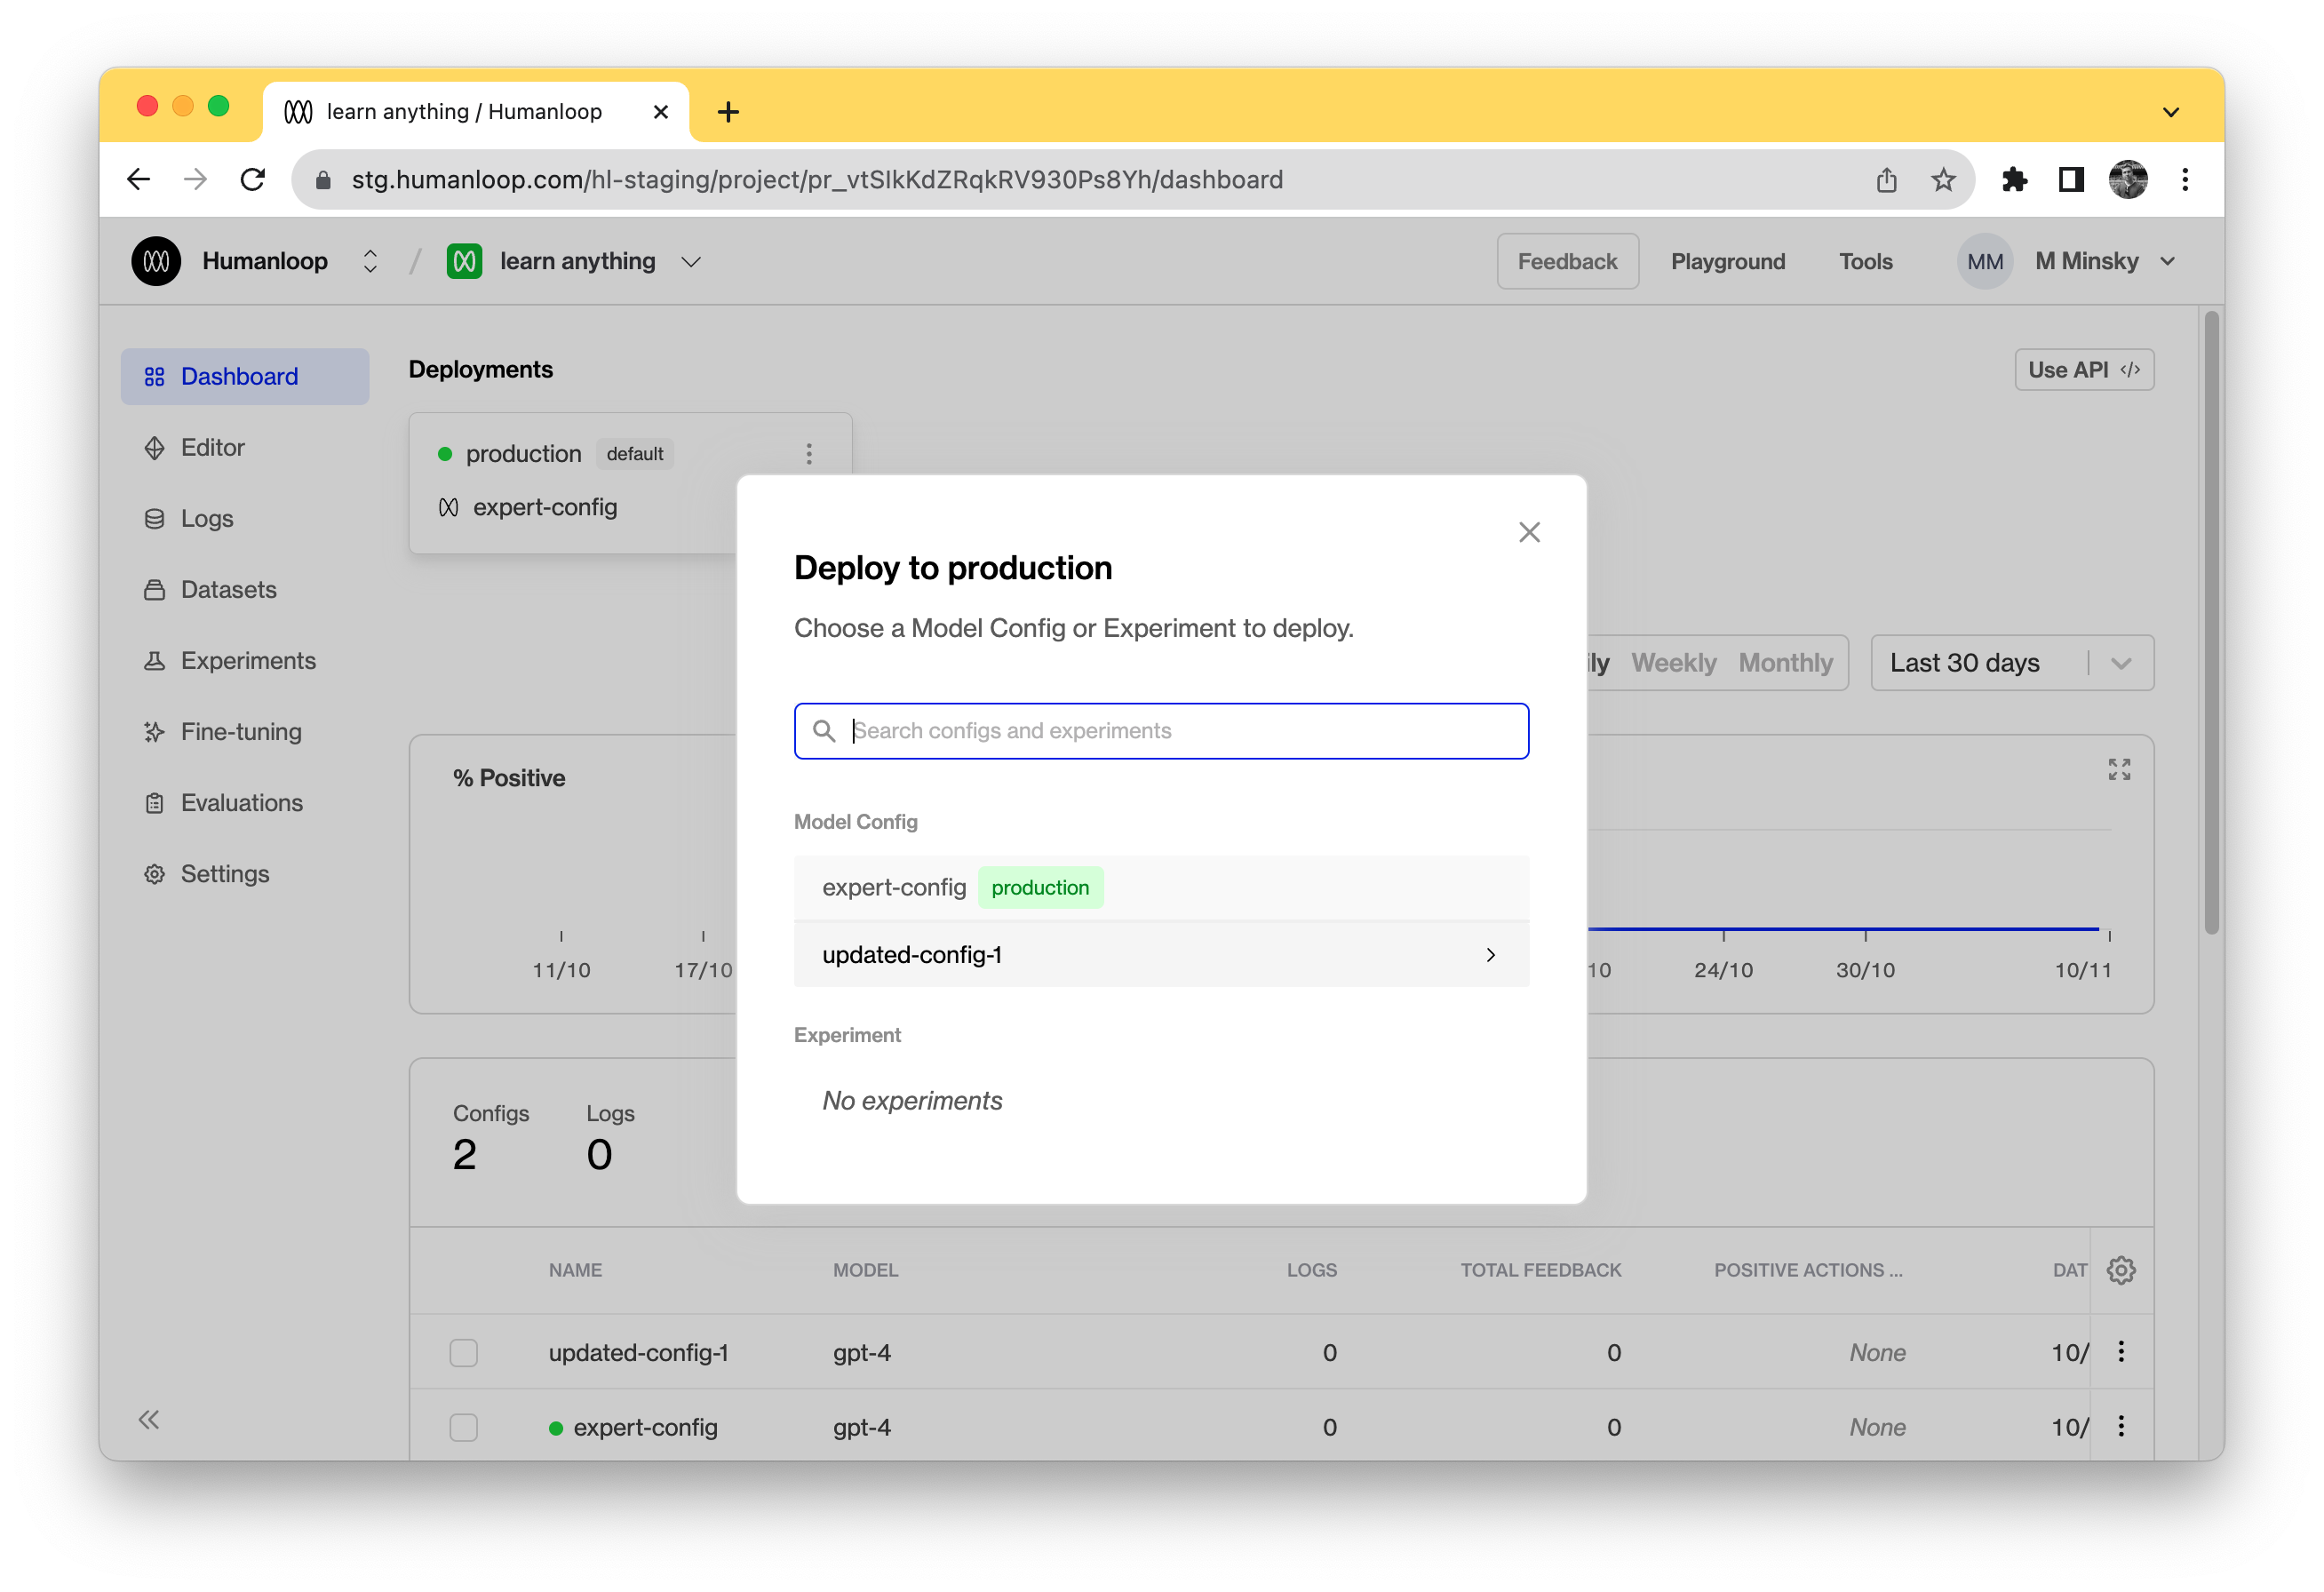 learn anything / Humanloop
stg.humanloop.com/hl-staging/project/pr_vtSIkKdZRqkRV930Ps8Yh/dashboard
Humanloop / learn anything
Feedback Playground Tools MM M Minsky
Dashboard
Editor
Logs
Datasets
Experiments
Fine-tuning
Evaluations
Settings
Deployments
Use API </>
production default
expert-config
Deploy to production
Choose a Model Config or Experiment to deploy.
Search configs and experiments
Model Config
expert-config production
updated-config-1
Experiment
No experiments
ily Weekly Monthly Last 30 days
% Positive
11/10 17/10
10 24/10 30/10 10/11
Configs Logs
2 0
NAME MODEL LOGS TOTAL FEEDBACK POSITIVE ACTIONS ... DAT
updated-config-1 gpt-4 0 0 None 10/
expert-config gpt-4 0 0 None 10/